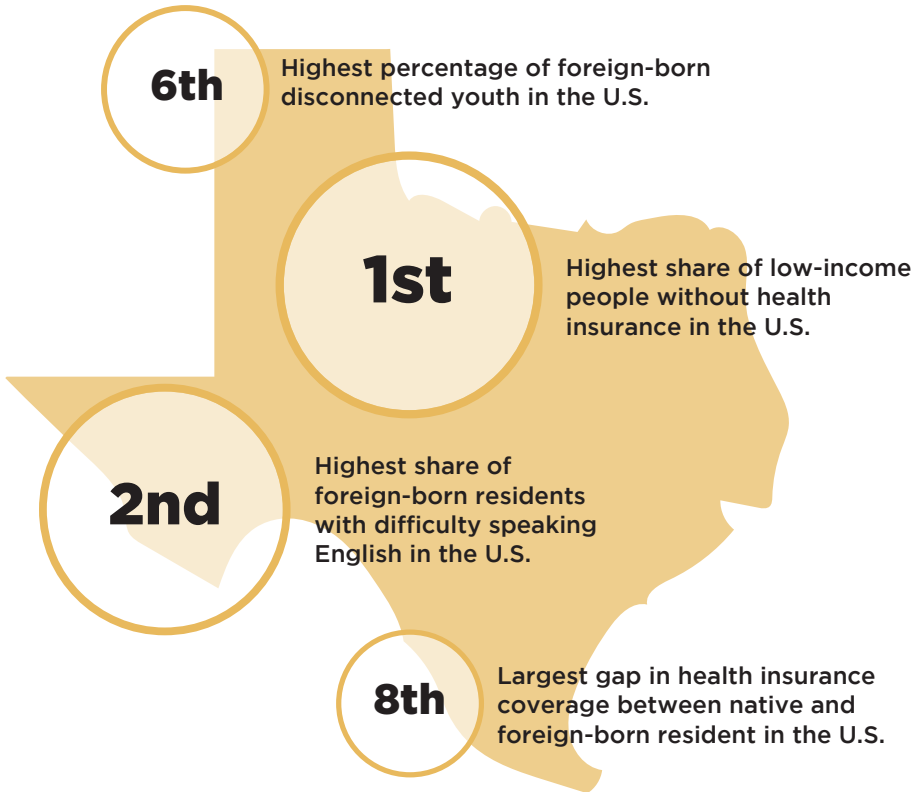 6th
Highest percentage of foreign-born
disconnected youth in the U.S.
1st
Highest share of low-income
people without health
insurance in the U.S.
2nd
Highest share of
foreign-born residents
with difficulty speaking
English in the U.S.
8th
Largest gap in health insurance
coverage between native and
foreign-born resident in the U.S.